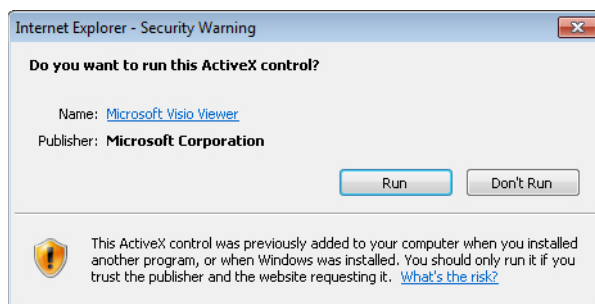 Internet Explorer - Security Warning
Do you want to run this ActiveX control?
Name: Microsoft Visio Viewer
Publisher: Microsoft Corporation
Run Don't Run
This ActiveX control was previously added to your computer when you installed
another program, or when Windows was installed. You should only run it if you
trust the publisher and the website requesting it. What's the risk?